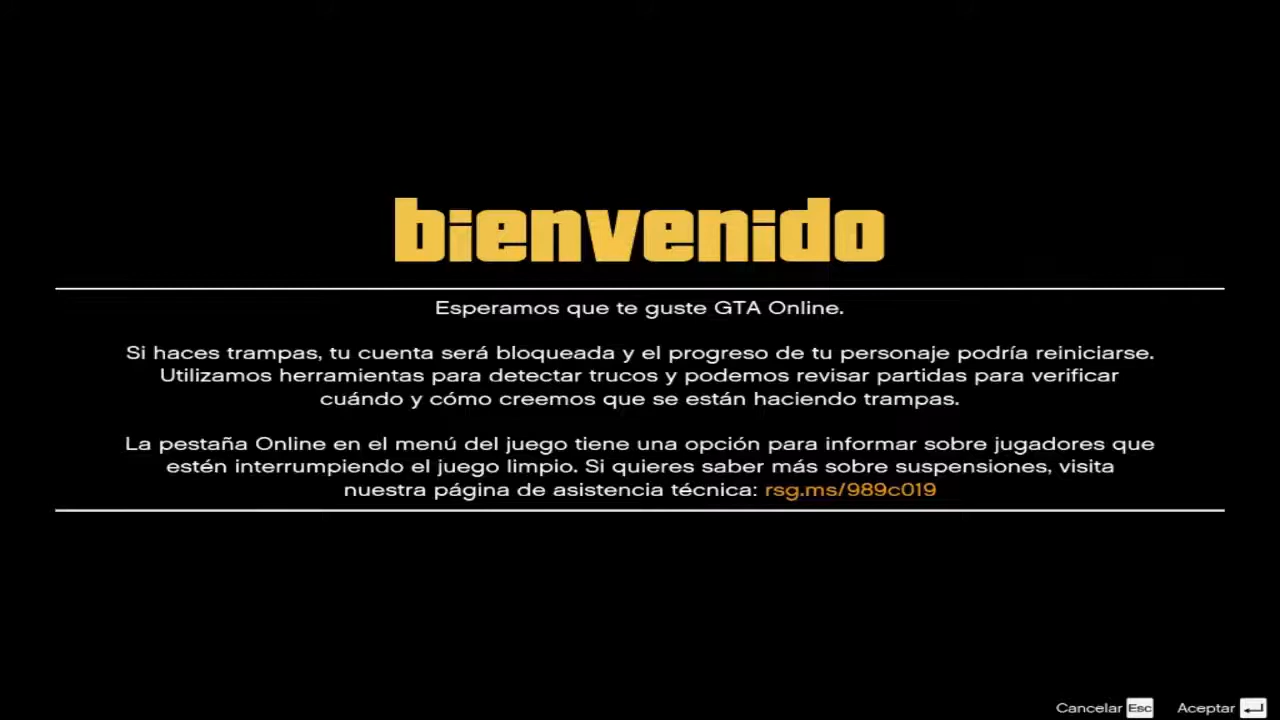 bienvenido
Esperamos que te guste GTA Online.
Si haces trampas, tu cuenta será bloqueada y el progreso de tu personaje podría reiniciarse.
Utilizamos herramientas para detectar trucos y podemos revisar partidas para verificar
cuándo y cómo creemos que se están haciendo trampas.
La pestaña Online en el menú del juego tiene una opción para informar sobre jugadores que
estén interrumpiendo el juego limpio. Si quieres saber más sobre suspensiones, visita
nuestra página de asistencia técnica: rsg.ms/989c019
Cancelar Esc Aceptar